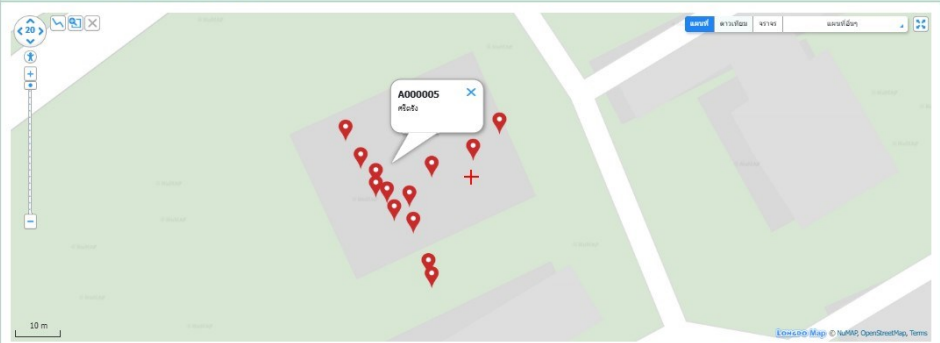 20
แผนที่
ดาวเทียม
จราจร
แผนที่อื่นๆ
A000005
ศรีตรัง
10 m
Longdo Map © NuMAP, OpenStreetMap, Terms